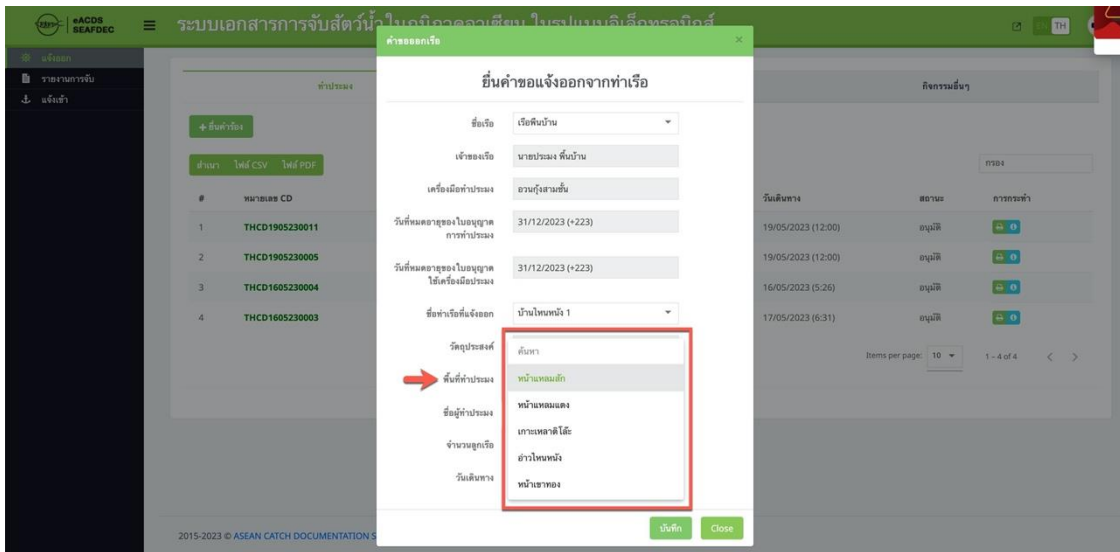 eACDS
SEAFDEC
ระบบเอกสารการจับสัตว์น้ำในภูมิภาคอาเซียน ในรูปแบบอิเล็กทรอนิกส์
TH
แจ้งออก
รายงานการจับ
แจ้งเข้า
ทำประมง
กิจกรรมอื่นๆ
+ ยื่นคำร้อง
สำเนา ไฟล์ CSV ไฟล์ PDF
กรอง
# หมายเลข CD วันเดินทาง สถานะ การกระทำ
1 THCD1905230011 19/05/2023 (12:00) อนุมัติ
2 THCD1905230005 19/05/2023 (12:00) อนุมัติ
3 THCD1605230004 16/05/2023 (5:26) อนุมัติ
4 THCD1605230003 17/05/2023 (6:31) อนุมัติ
Items per page: 10 1 – 4 of 4
คำขอออกเรือ ×
ยื่นคำขอแจ้งออกจากท่าเรือ
ชื่อเรือ เรือพื้นบ้าน
เจ้าของเรือ นายประมง พื้นบ้าน
เครื่องมือทำประมง อวนกุ้งสามชั้น
วันที่หมดอายุของใบอนุญาต
การทำประมง
31/12/2023 (+223)
วันที่หมดอายุของใบอนุญาต
ใช้เครื่องมือประมง
31/12/2023 (+223)
ชื่อท่าเรือที่แจ้งออก บ้านไหนหนัง 1
วัตถุประสงค์
พื้นที่ทำประมง
ชื่อผู้ทำประมง
จำนวนลูกเรือ
วันเดินทาง
ค้นหา
หน้าแหลมสัก
หน้าแหลมแดง
เกาะเหลาดิโล๊ะ
อ่าวไหนหนัง
หน้าเขาทอง
บันทึก Close
2015-2023 © ASEAN CATCH DOCUMENTATION S